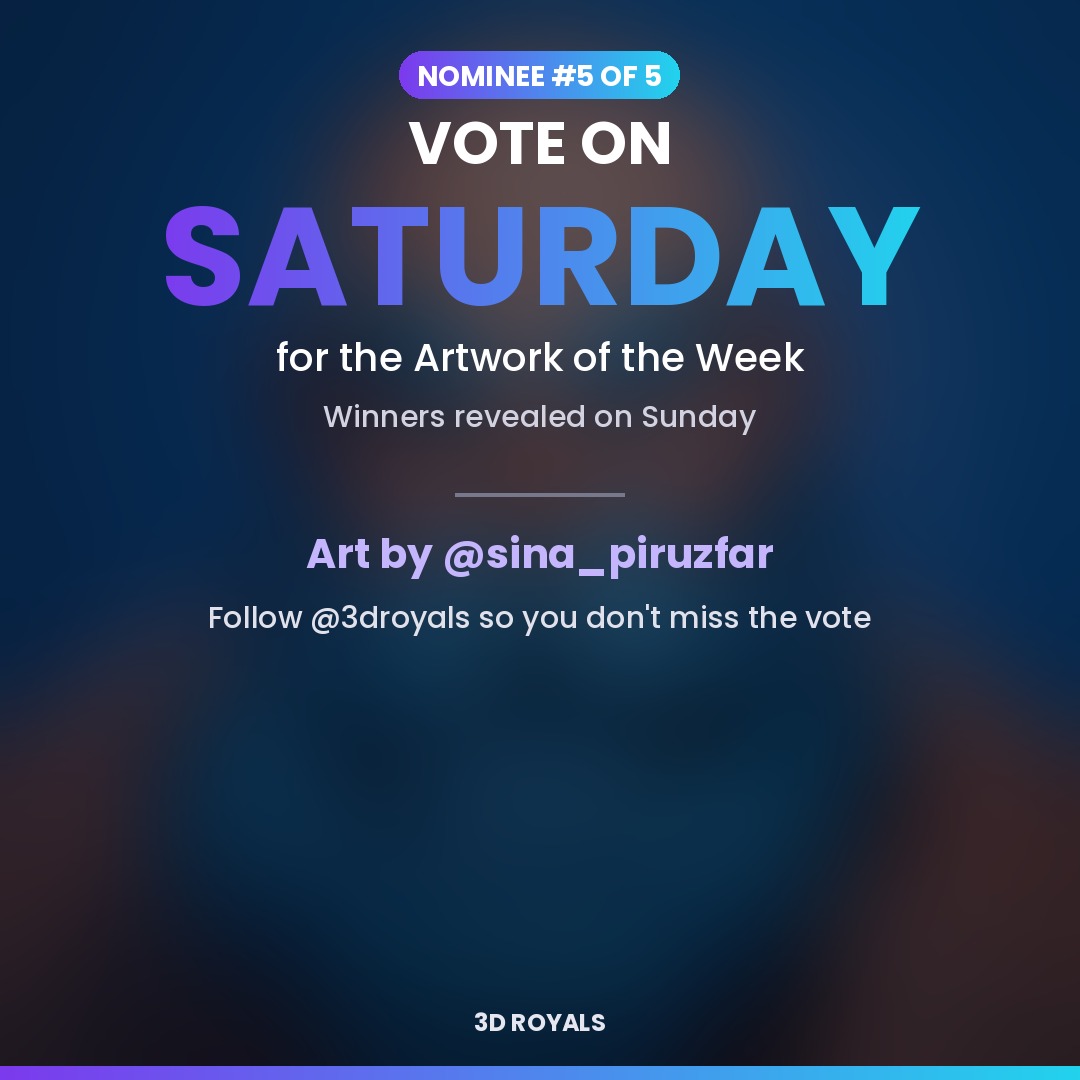 NOMINEE #5 OF 5
VOTE ON
SATURDAY
for the Artwork of the Week
Winners revealed on Sunday
Art by @sina_piruzfar
Follow @3droyals so you don't miss the vote
3D ROYALS